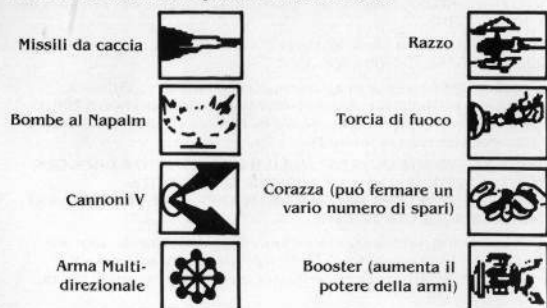 Missili da caccia
Razzo
Bombe al Napalm
Torcia di fuoco
Cannoni V
Corazza (puó fermare un
vario numero di spari)
Arma Multi-
direzionale
Booster (aumenta il
potere della armi)